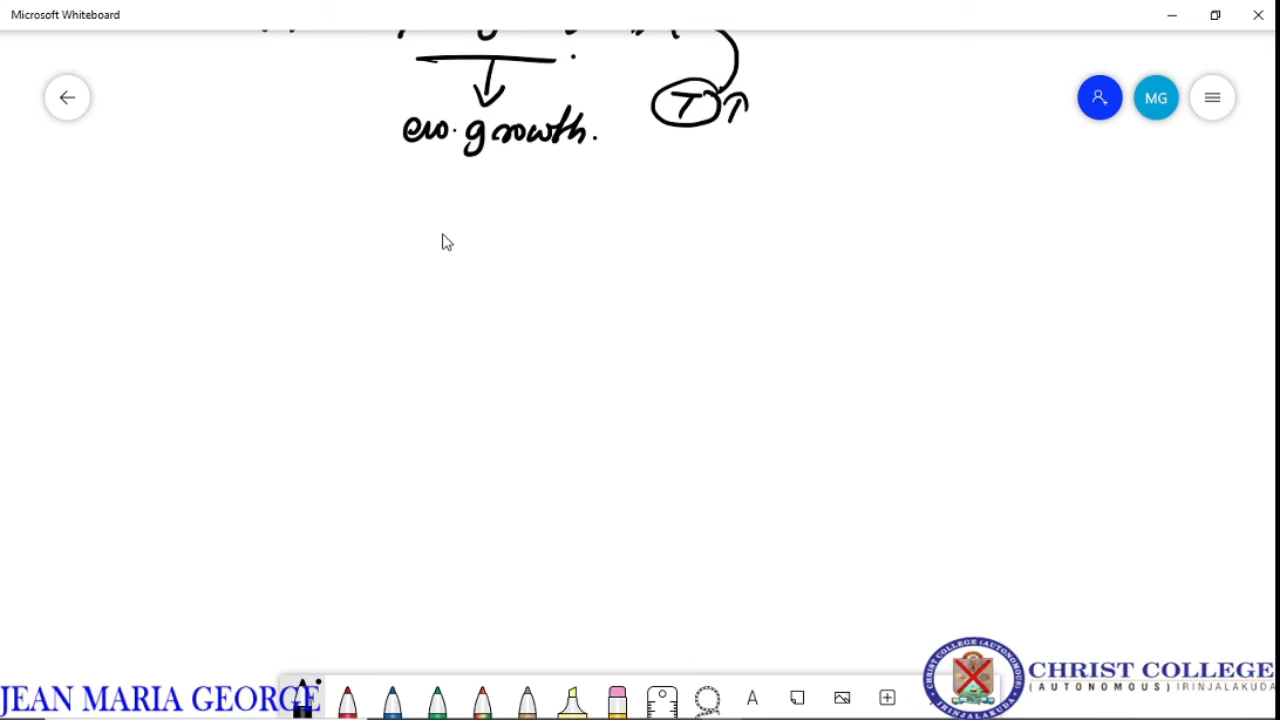 Microsoft Whiteboard
T ↑
eco. growth.
MG
A
JEAN MARIA GEORGE
CHRIST COLLEGE
(AUTONOMOUS) IRINJALAKUDA